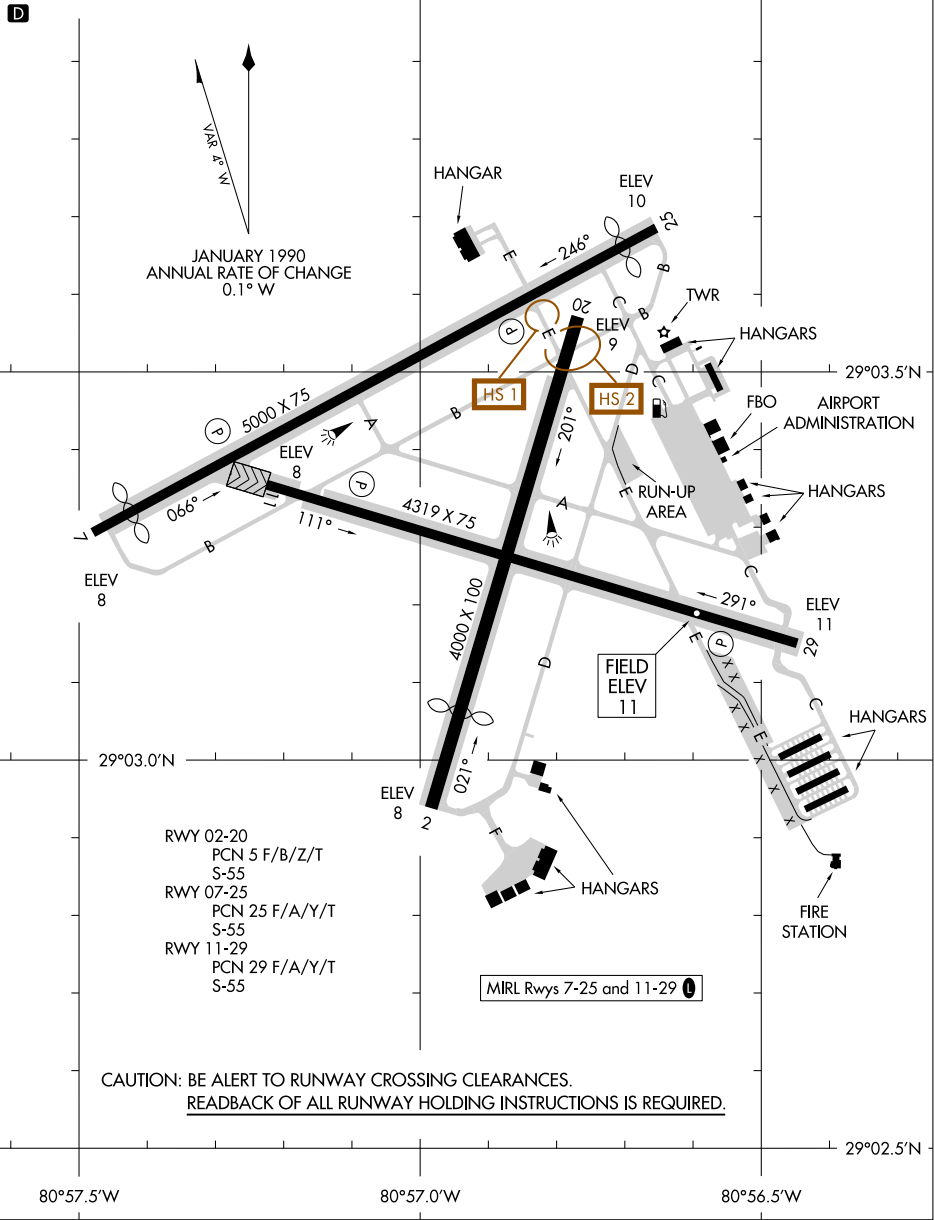 D
VAR 4° W
JANUARY 1990
ANNUAL RATE OF CHANGE
0.1° W
HANGAR
ELEV
10
25
246°
E
B
C
B
TWR
20
ELEV
9
P
E
HANGARS
D
C
29°03.5'N
HS 1
HS 2
5000 X 75
B
FBO
AIRPORT
ADMINISTRATION
P
A
201°
ELEV
8
P
066°
11
4319 X 75
E
RUN-UP
AREA
HANGARS
111°
A
7
B
C
ELEV
8
291°
ELEV
11
29
4000 X 100
E
P
FIELD
ELEV
11
D
X X
X
X
X
E
X
X
X
C
HANGARS
29°03.0'N
021°
ELEV
8
2
F
HANGARS
FIRE
STATION
RWY 02-20
PCN 5 F/B/Z/T
S-55
RWY 07-25
PCN 25 F/A/Y/T
S-55
RWY 11-29
PCN 29 F/A/Y/T
S-55
MIRL Rwys 7-25 and 11-29 L
CAUTION: BE ALERT TO RUNWAY CROSSING CLEARANCES.
READBACK OF ALL RUNWAY HOLDING INSTRUCTIONS IS REQUIRED.
29°02.5'N
80°57.5'W
80°57.0'W
80°56.5'W